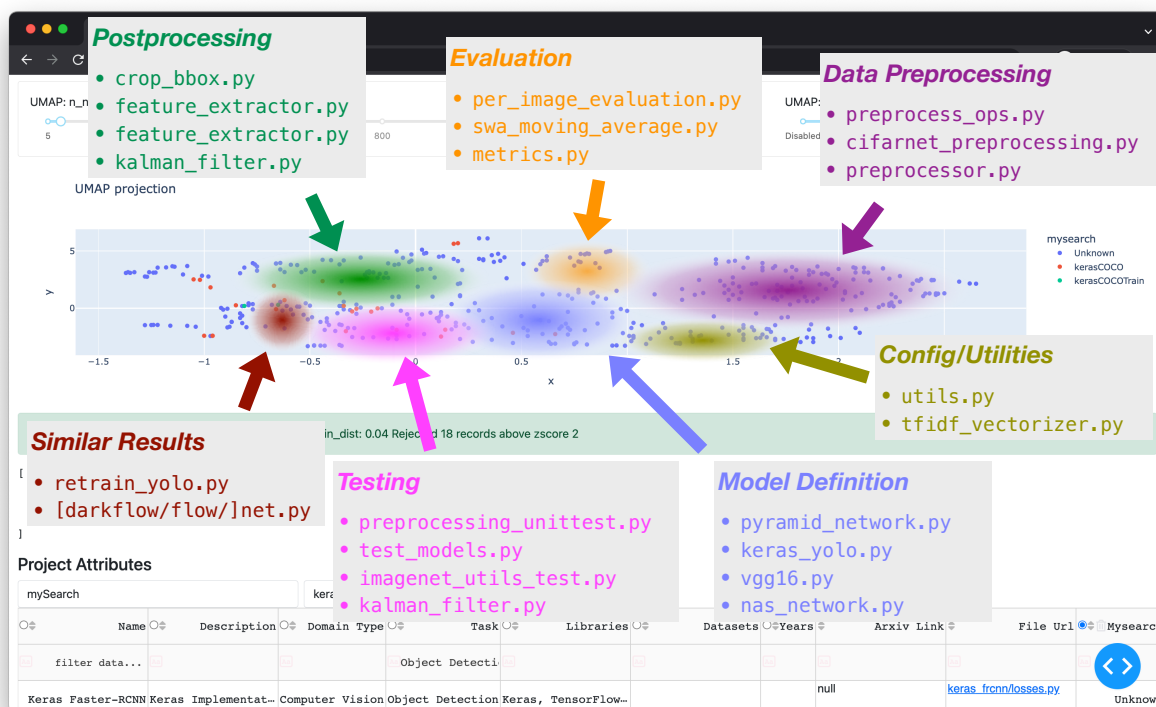 Postprocessing
• crop_bbox.py
• feature_extractor.py
• feature_extractor.py
• kalman_filter.py
Evaluation
• per_image_evaluation.py
• swa_moving_average.py
• metrics.py
Data Preprocessing
• preprocess_ops.py
• cifarnet_preprocessing.py
• preprocessor.py
UMAP: n_n
5
800
UMAP:
Disabled
UMAP projection
5
0
y
−1.5
−1
−0.5
0
0.5
1.5
2
x
mysearch
Unknown
kerasCOCO
kerasCOCOTrain
Config/Utilities
• utils.py
• tfidf_vectorizer.py
in_dist: 0.04 Rejected 18 records above zscore 2
Similar Results
• retrain_yolo.py
• [darkflow/flow/]net.py
[
]
Testing
• preprocessing_unittest.py
• test_models.py
• imagenet_utils_test.py
• kalman_filter.py
Model Definition
• pyramid_network.py
• keras_yolo.py
• vgg16.py
• nas_network.py
Project Attributes
mySearch
kera
Name Description Domain Type Task Libraries Datasets Years Arxiv Link File Url Mysearc
filter data... Object Detecti
Keras Faster-RCNN Keras Implementat… Computer Vision Object Detection Keras, TensorFlow… null keras_frcnn/losses.py Unknow